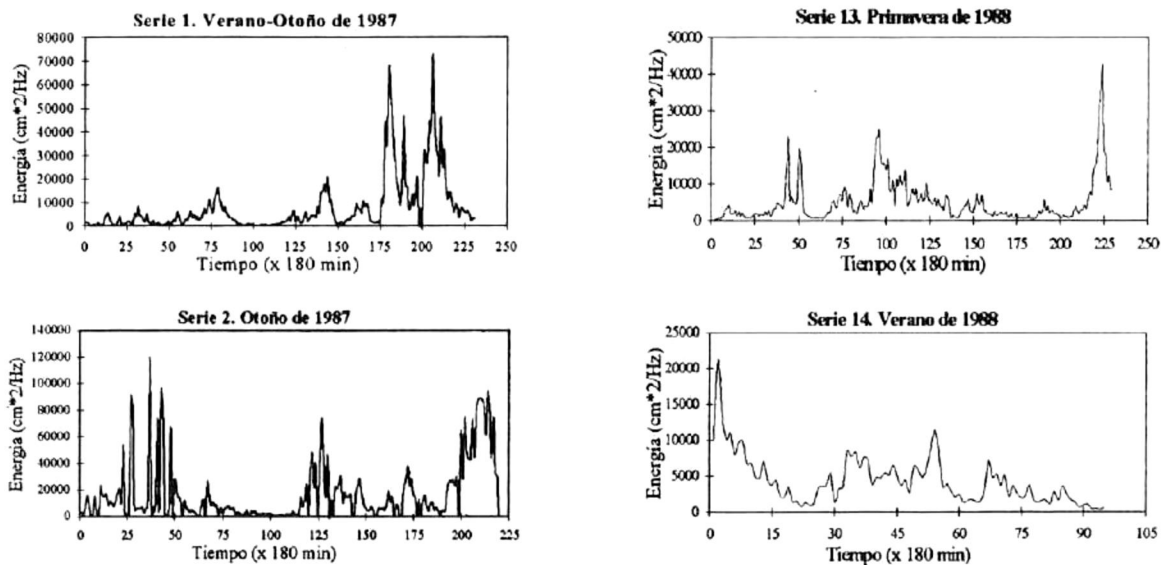 Serie 1. Verano-Otoño de 1987
80000
70000
60000
50000
40000
30000
20000
10000
0
Energía (cm*2/Hz)
0 25 50 75 100 125 150 175 200 225 250
Tiempo (x 180 min)
Serie 13. Primavera de 1988
50000
40000
30000
20000
10000
0
Energía (cm*2/Hz)
0 25 50 75 100 125 150 175 200 225 250
Tiempo (x 180 min)
Serie 2. Otoño de 1987
140000
120000
100000
80000
60000
40000
20000
0
Energía (cm*2/Hz)
0 25 50 75 100 125 150 175 200 225
Tiempo (x 180 min)
Serie 14. Verano de 1988
25000
20000
15000
10000
5000
0
Energía (cm*2/Hz)
0 15 30 45 60 75 90 105
Tiempo (x 180 min)